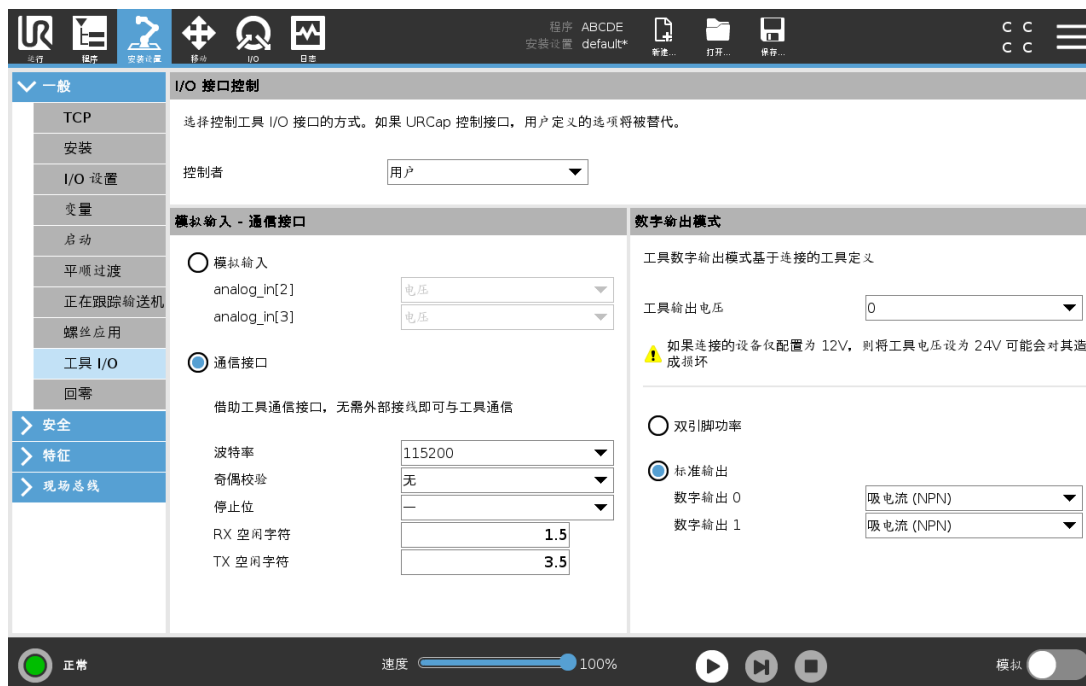 程序 ABCDE
安装设置 default*
C C
C C
运行
程序
安装设置
移动
I/O
日志
新建...
打开...
保存...
一般
TCP
安装
I/O 设置
变量
启动
平顺过渡
正在跟踪输送机
螺丝应用
工具 I/O
回零
安全
特征
现场总线
I/O 接口控制
选择控制工具 I/O 接口的方式。如果 URCap 控制接口，用户定义的选项将被替代。
控制者 用户
模拟输入 - 通信接口
模拟输入
analog_in[2] 电压
analog_in[3] 电压
通信接口
借助工具通信接口，无需外部接线即可与工具通信
波特率 115200
奇偶校验 无
停止位 一
RX 空闲字符 1.5
TX 空闲字符 3.5
数字输出模式
工具数字输出模式基于连接的工具定义
工具输出电压 0
如果连接的设备仅配置为 12V，则将工具电压设为 24V 可能会对其造
成损坏
双引脚功率
标准输出
数字输出 0 吸电流 (NPN)
数字输出 1 吸电流 (NPN)
正常
速度 100%
模拟